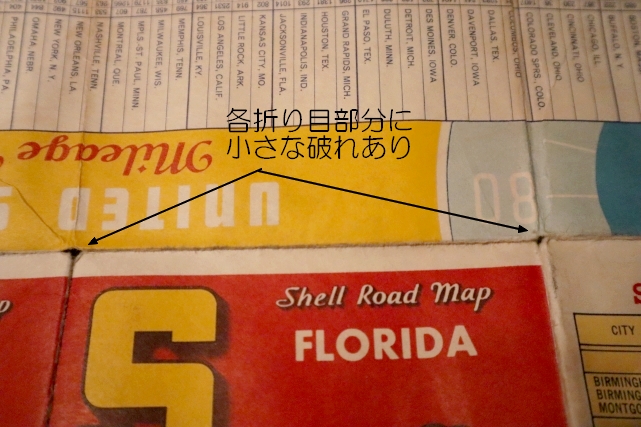 PHILADELPHIA, PA.
OMAHA, NEBR.
NEW YORK, N. Y.
NEW ORLEANS, LA.
NASHVILLE, TENN.
MONTREAL, QUE.
MPLS-ST PAUL, MINN.
MILWAUKEE, WIS.
MEMPHIS, TENN.
LOUISVILLE, KY.
LOS ANGELES, CALIF.
LITTLE ROCK, ARK.
KANSAS CITY, MO.
JACKSONVILLE, FLA.
INDIANAPOLIS, IND.
HOUSTON, TEX.
GRAND RAPIDS, MICH.
EL PASO, TEX.
DULUTH, MINN.
DETROIT, MICH.
DES MOINES, IOWA
DENVER, COLO.
DAVENPORT, IOWA
DALLAS, TEX.
COLORADO SPRS., COLO.
CLEVELAND, OHIO
CINCINNATI, OHIO
CHICAGO, ILL.
BUFFALO, N. Y.
各折り目部分に
小さな破れあり
Mileage
UNITED S
80
Shell Road Map
FLORIDA
S
CITY
BIRMING
BIRMING
MONTGO